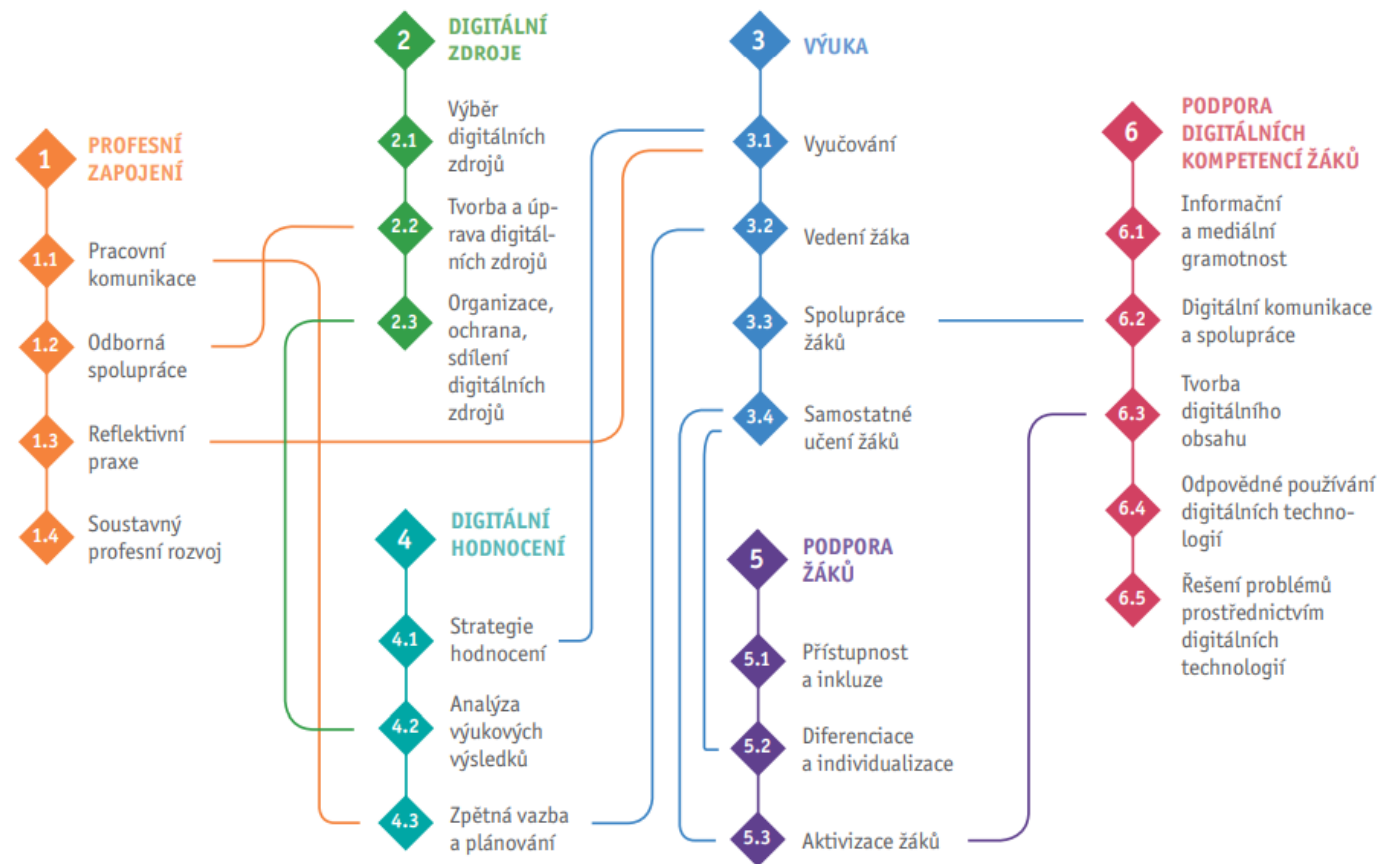 1
PROFESNÍ
ZAPOJENÍ
1.1
Pracovní
komunikace
1.2
Odborná
spolupráce
1.3
Reflektivní
praxe
1.4
Soustavný
profesní rozvoj
2
DIGITÁLNÍ
ZDROJE
2.1
Výběr
digitálních
zdrojů
2.2
Tvorba a úp-
rava digitál-
ních zdrojů
2.3
Organizace,
ochrana,
sdílení
digitálních
zdrojů
3
VÝUKA
3.1
Vyučování
3.2
Vedení žáka
3.3
Spolupráce
žáků
3.4
Samostatné
učení žáků
4
DIGITÁLNÍ
HODNOCENÍ
4.1
Strategie
hodnocení
4.2
Analýza
výukových
výsledků
4.3
Zpětná vazba
a plánování
5
PODPORA
ŽÁKŮ
5.1
Přístupnost
a inkluze
5.2
Diferenciace
a individualizace
5.3
Aktivizace žáků
6
PODPORA
DIGITÁLNÍCH
KOMPETENCÍ ŽÁKŮ
6.1
Informační
a mediální
gramotnost
6.2
Digitální komunikace
a spolupráce
6.3
Tvorba
digitálního
obsahu
6.4
Odpovědné používání
digitálních techno-
logií
6.5
Řešení problémů
prostřednictvím
digitálních
technologií